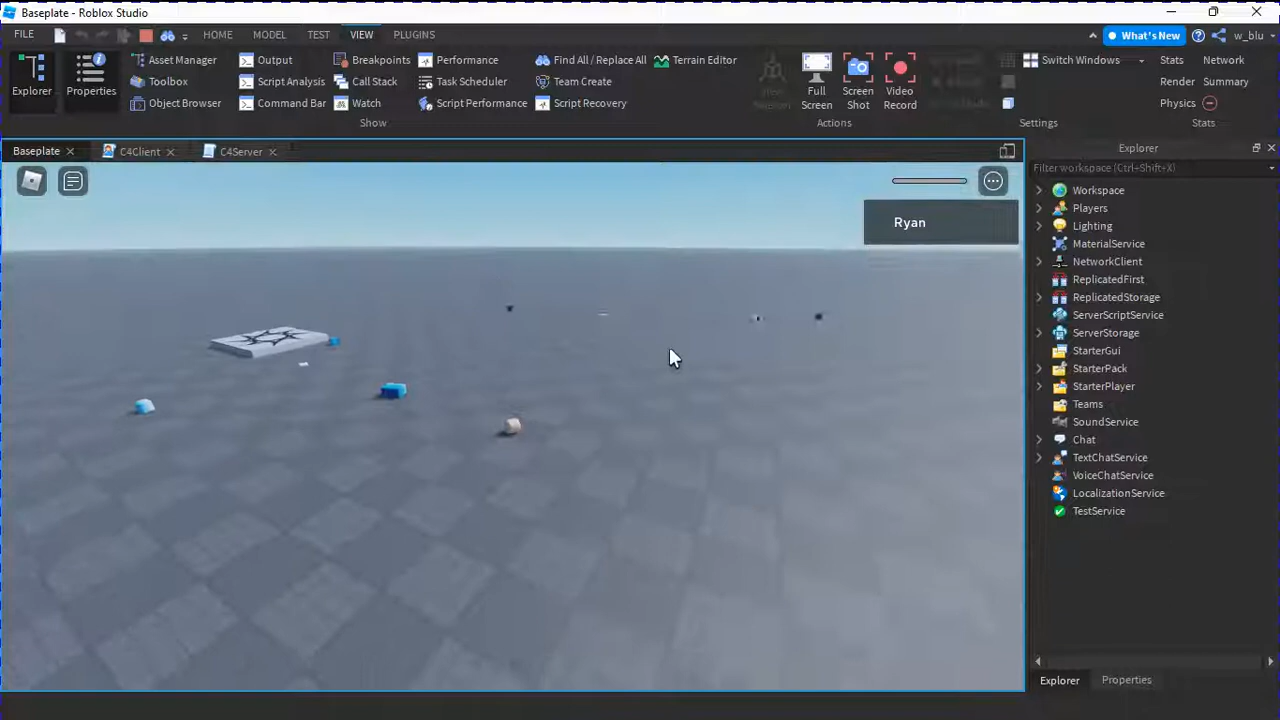 Baseplate - Roblox Studio
FILE HOME MODEL TEST VIEW PLUGINS What's New w_blu
Explorer
Properties
Asset Manager
Toolbox
Object Browser
Output
Script Analysis
Command Bar
Breakpoints
Call Stack
Watch
Performance
Task Scheduler
Script Performance
Find All / Replace All
Team Create
Script Recovery
Terrain Editor
Show
Full
Screen
Screen
Shot
Video
Record
Actions
Switch Windows
Settings
Stats Network
Render Summary
Physics
Stats
Baseplate C4Client C4Server
Ryan
Explorer
Filter workspace (Ctrl+Shift+X)
Workspace
Players
Lighting
MaterialService
NetworkClient
ReplicatedFirst
ReplicatedStorage
ServerScriptService
ServerStorage
StarterGui
StarterPack
StarterPlayer
Teams
SoundService
Chat
TextChatService
VoiceChatService
LocalizationService
TestService
Explorer Properties